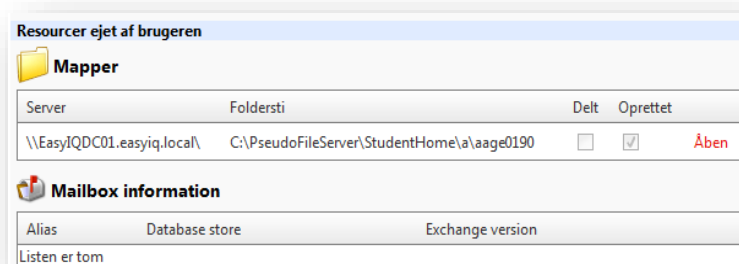 Resourcer ejet af brugeren
Mapper
Server Foldersti Delt Oprettet
\\EasyIQDC01.easyiq.local\ C:\PseudoFileServer\StudentHome\a\aage0190 Åben
Mailbox information
Alias Database store Exchange version
Listen er tom